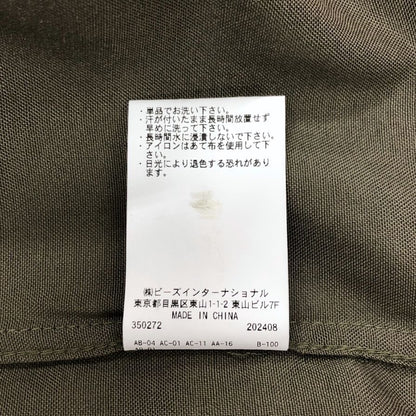 ・単品でお洗い下さい。
・汗が付いたまま長時間放置せず
早めに洗って下さい。
・長時間水に浸漬しないで下さい。
・アイロンはあて布を使用して下
さい。
・日光により退色する恐れがあり
ます。
㈱ビーズインターナショナル
東京都目黒区東山1-1-2 東山ビル7F
MADE IN CHINA
350272 202408
AB-04 AC-01 AC-11 AA-16 B-100